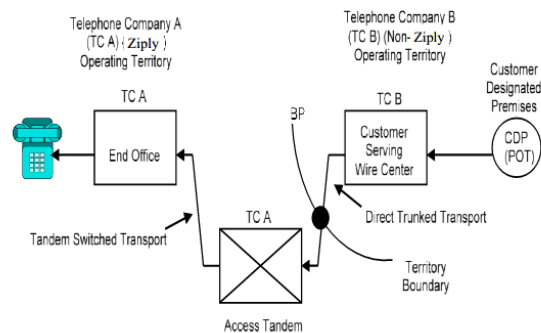 Telephone Company A
(TC A) ( Ziply )
Operating Territory
Telephone Company B
(TC B) (Non- Ziply )
Operating Territory
Customer
Designated
Premises
TC A
End Office
BP
TC B
Customer
Serving
Wire Center
CDP
(POT)
Tandem Switched Transport
TC A
Direct Trunked Transport
Territory
Boundary
Access Tandem